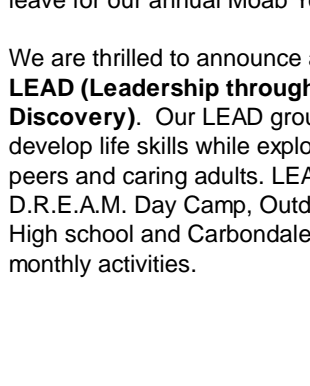 leave for our annual Moab
We are thrilled to announce
LEAD (Leadership through
Discovery). Our LEAD
develop life skills while
peers and caring adults.
D.R.E.A.M. Day Camp,
High school and Carbondale
monthly activities.